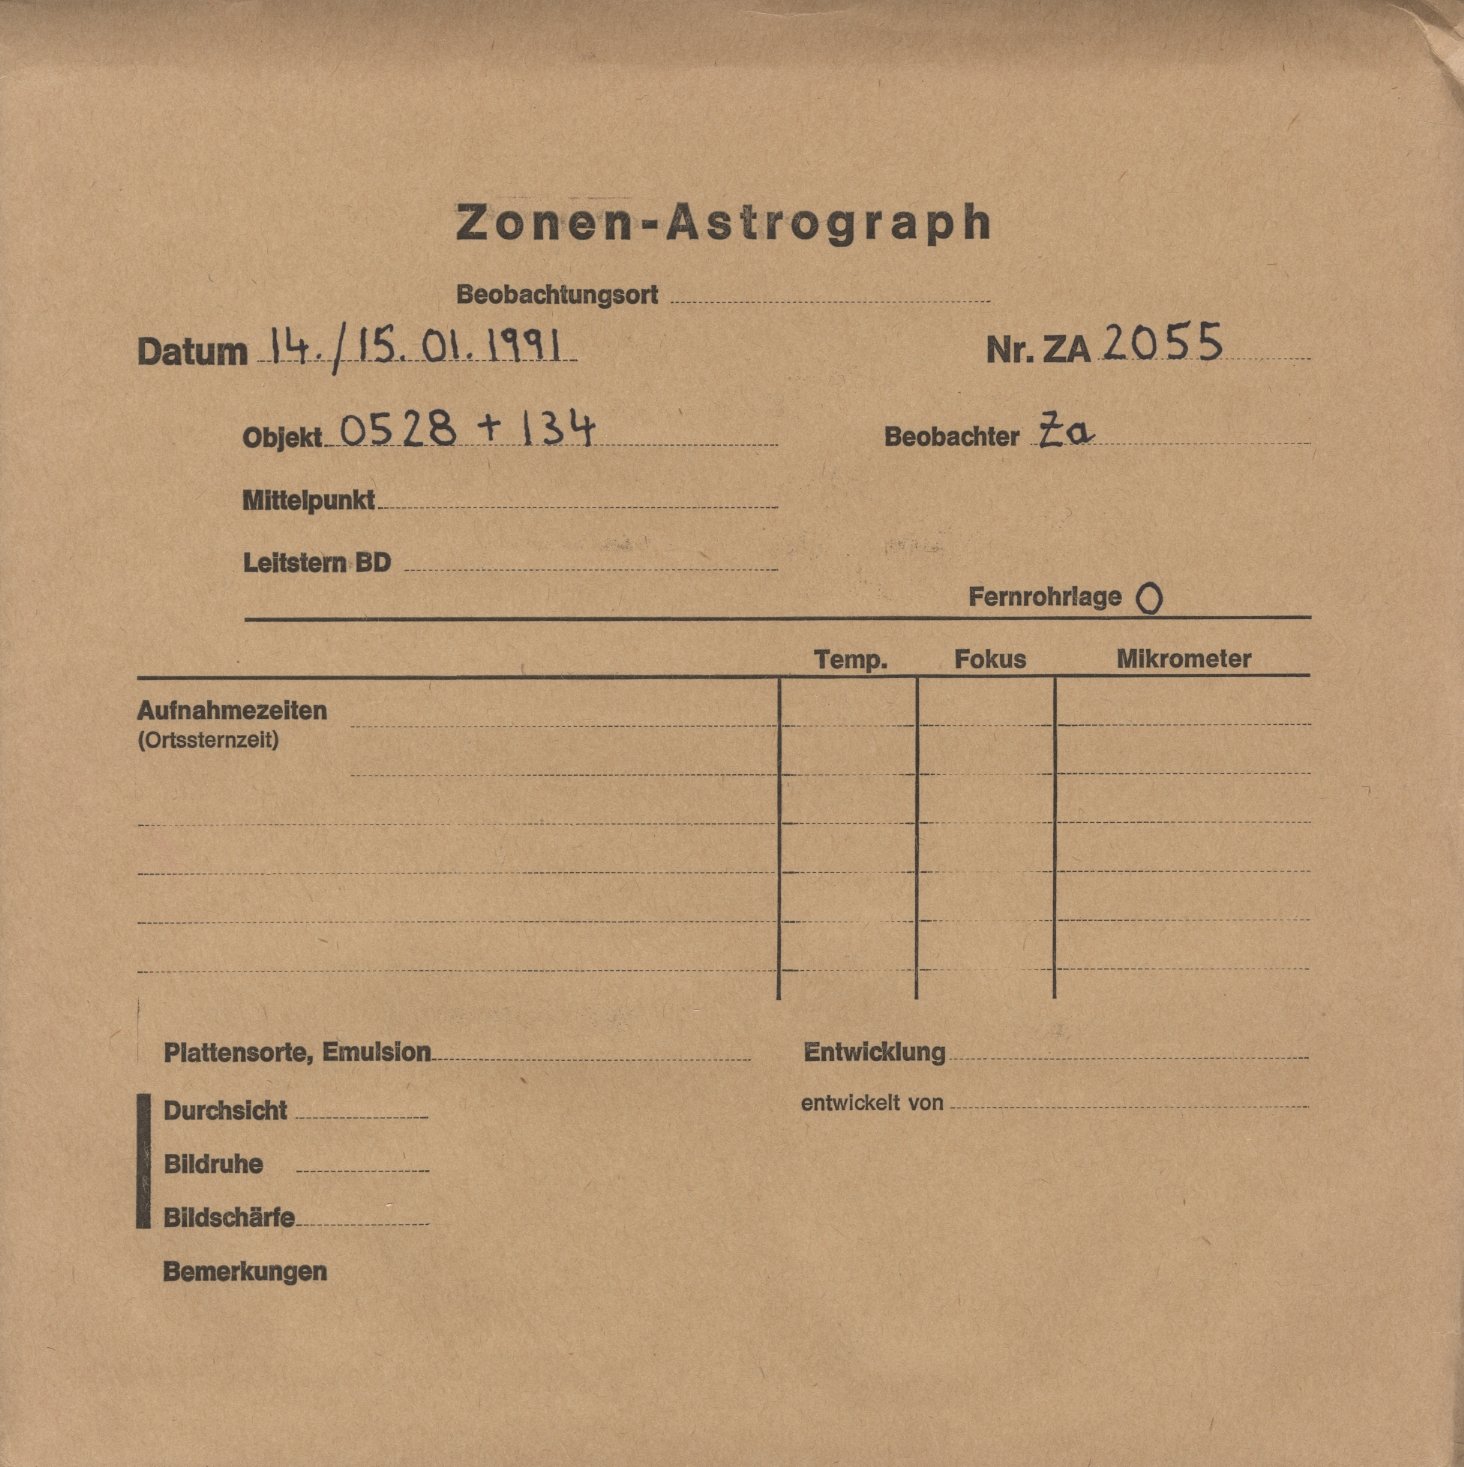 Zonen-Astrograph
Beobachtungsort
Datum 14./15.01.1991 Nr. ZA 2055
Objekt 0528 + 134 Beobachter Za
Mittelpunkt
Leitstern BD
Fernrohrlage O
Temp. Fokus Mikrometer
Aufnahmezeiten
(Ortssternzeit)
Plattensorte, Emulsion Entwicklung
Durchsicht entwickelt von
Bildruhe
Bildschärfe
Bemerkungen